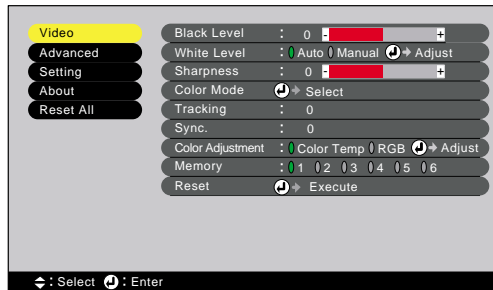 Video
Advanced
Setting
About
Reset All
Black Level : 0 - +
White Level : Auto Manual Adjust
Sharpness : 0 - +
Color Mode Select
Tracking : 0
Sync. : 0
Color Adjustment : Color Temp RGB Adjust
Memory : 1 2 3 4 5 6
Reset Execute
: Select : Enter